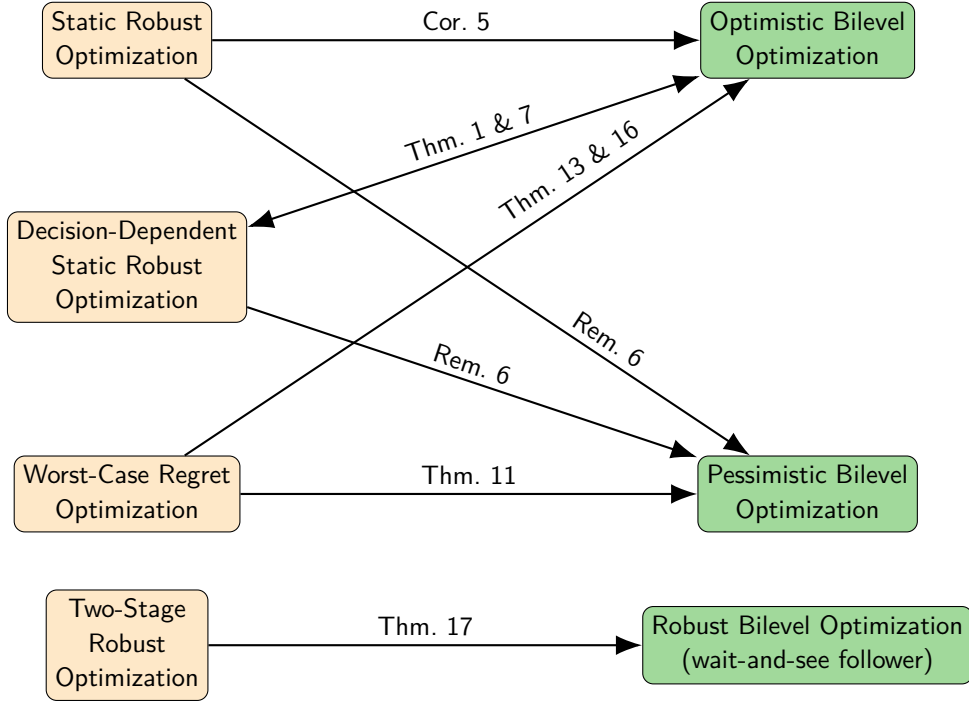 Static Robust
Optimization
Cor. 5
Optimistic Bilevel
Optimization
Thm. 1 & 7
Thm. 13 & 16
Decision-Dependent
Static Robust
Optimization
Rem. 6
Rem. 6
Worst-Case Regret
Optimization
Thm. 11
Pessimistic Bilevel
Optimization
Two-Stage
Robust
Optimization
Thm. 17
Robust Bilevel Optimization
(wait-and-see follower)